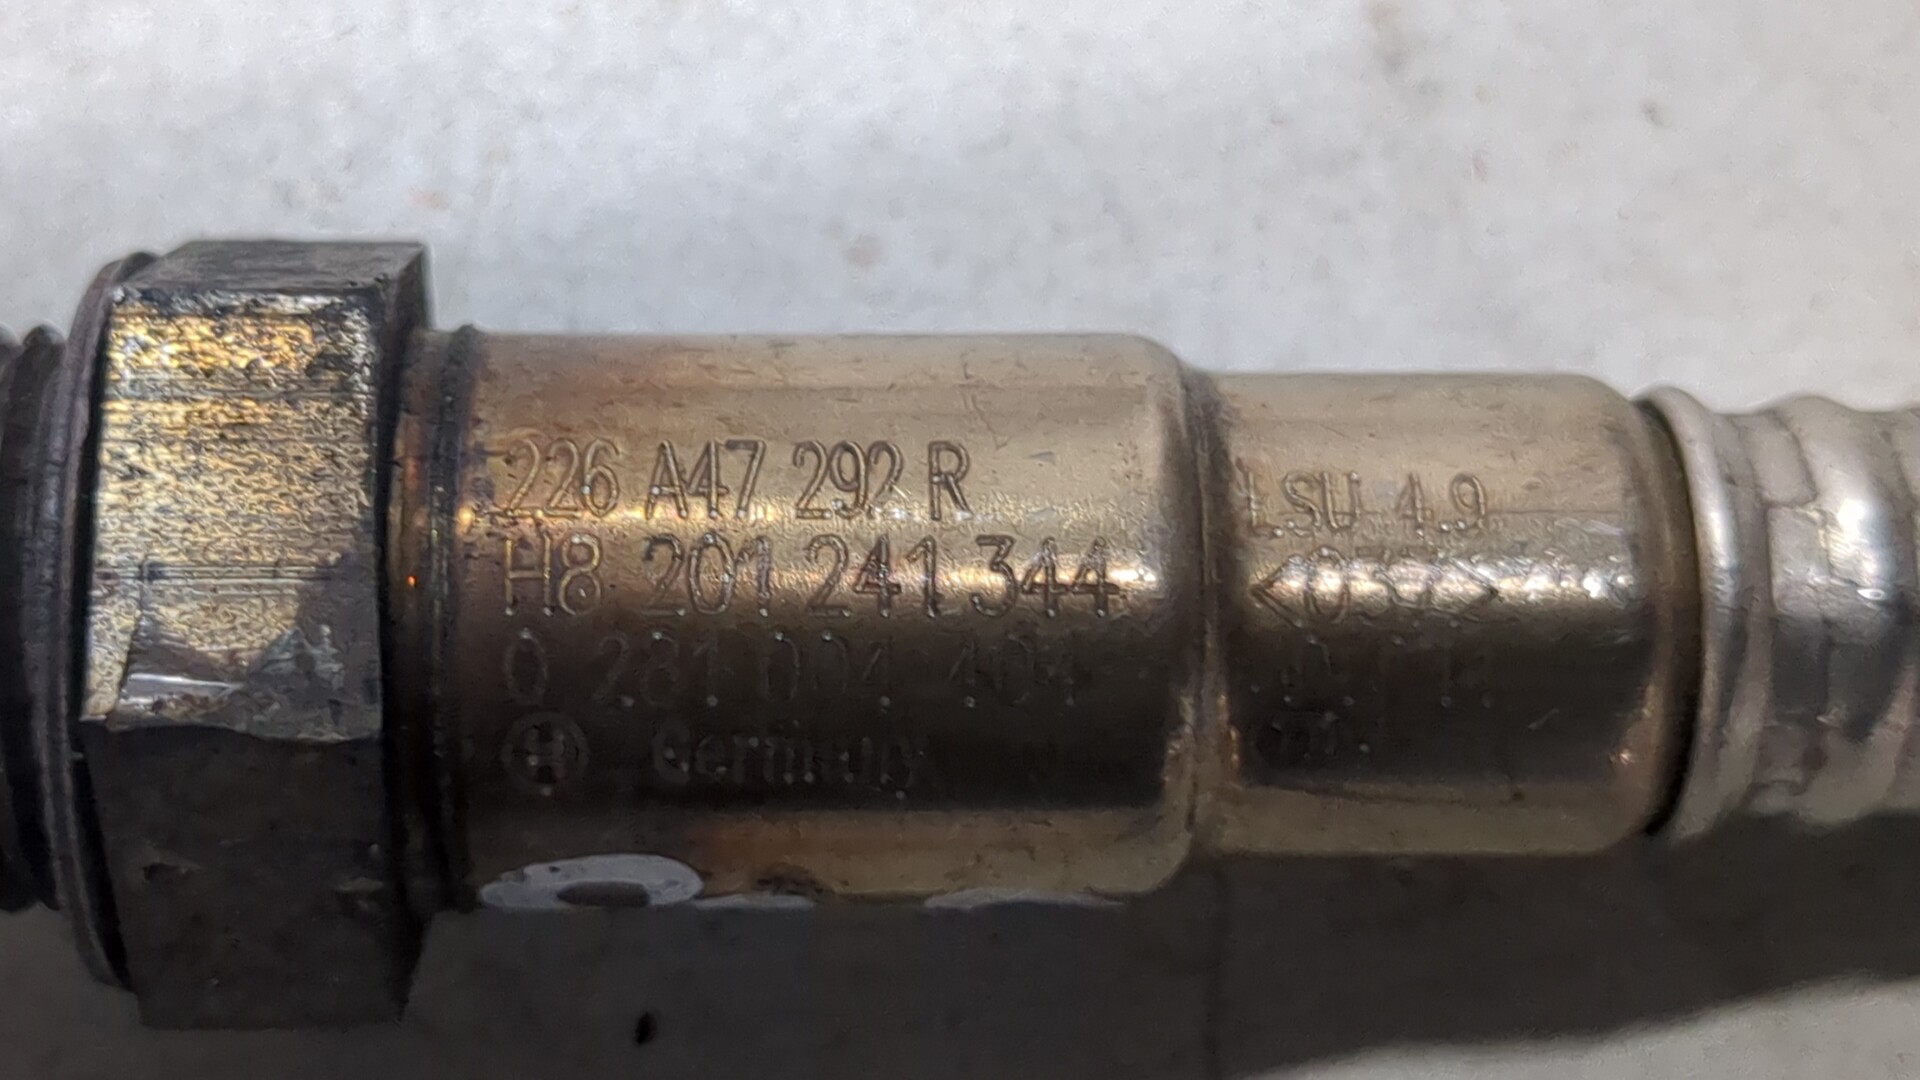 226 A47 292 R
H8 201 241 344
0 281 004 404
Germany
LSU 4.9